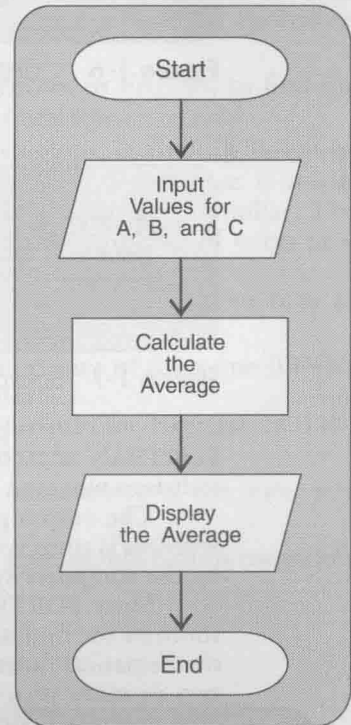 Start
Input
Values for
A, B, and C
Calculate
the
Average
Display
the Average
End